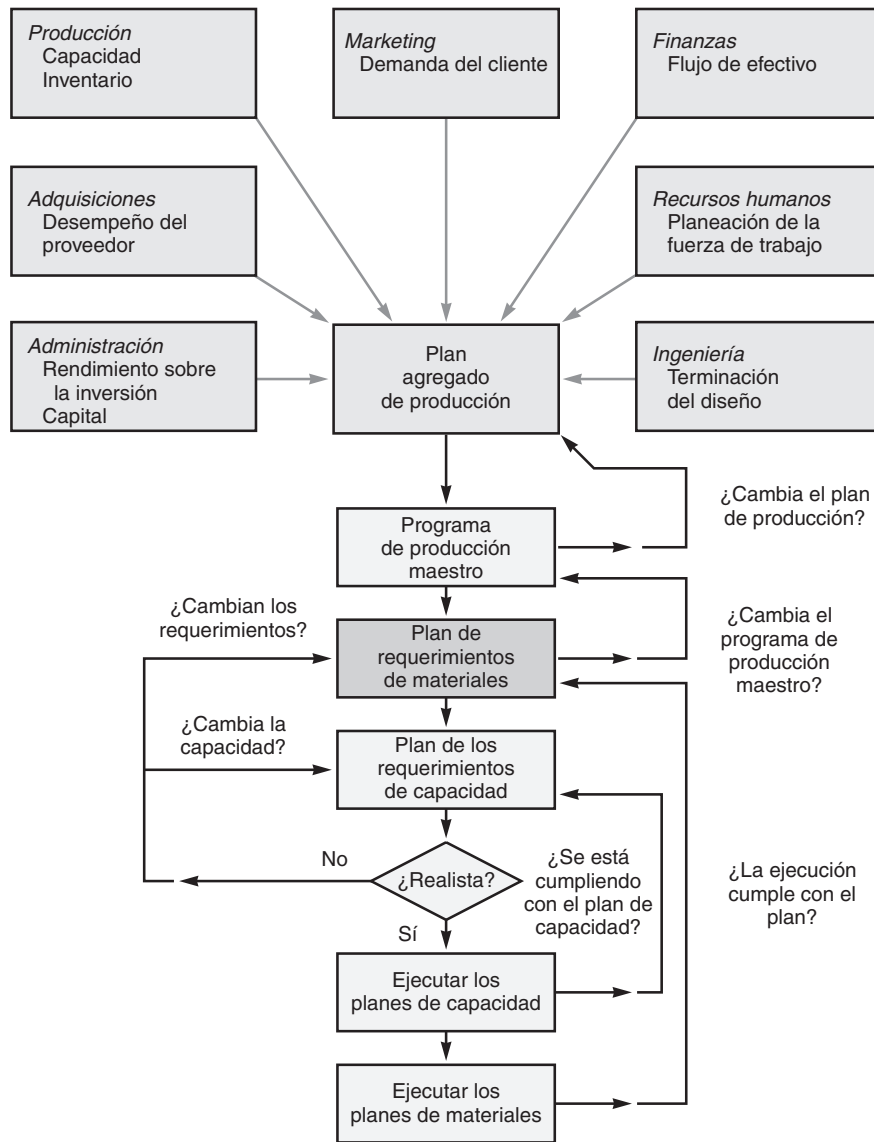 Producción
Capacidad
Inventario
Marketing
Demanda del cliente
Finanzas
Flujo de efectivo
Adquisiciones
Desempeño del
proveedor
Recursos humanos
Planeación de la
fuerza de trabajo
Administración
Rendimiento sobre
la inversión
Capital
Plan
agregado
de producción
Ingeniería
Terminación
del diseño
¿Cambia el plan
de producción?
Programa
de producción
maestro
¿Cambian los
requerimientos?
Plan de
requerimientos
de materiales
¿Cambia el
programa de
producción
maestro?
¿Cambia la
capacidad?
Plan de los
requerimientos
de capacidad
No
¿Realista?
¿Se está
cumpliendo
con el plan de
capacidad?
¿La ejecución
cumple con el
plan?
Sí
Ejecutar los
planes de capacidad
Ejecutar los
planes de materiales